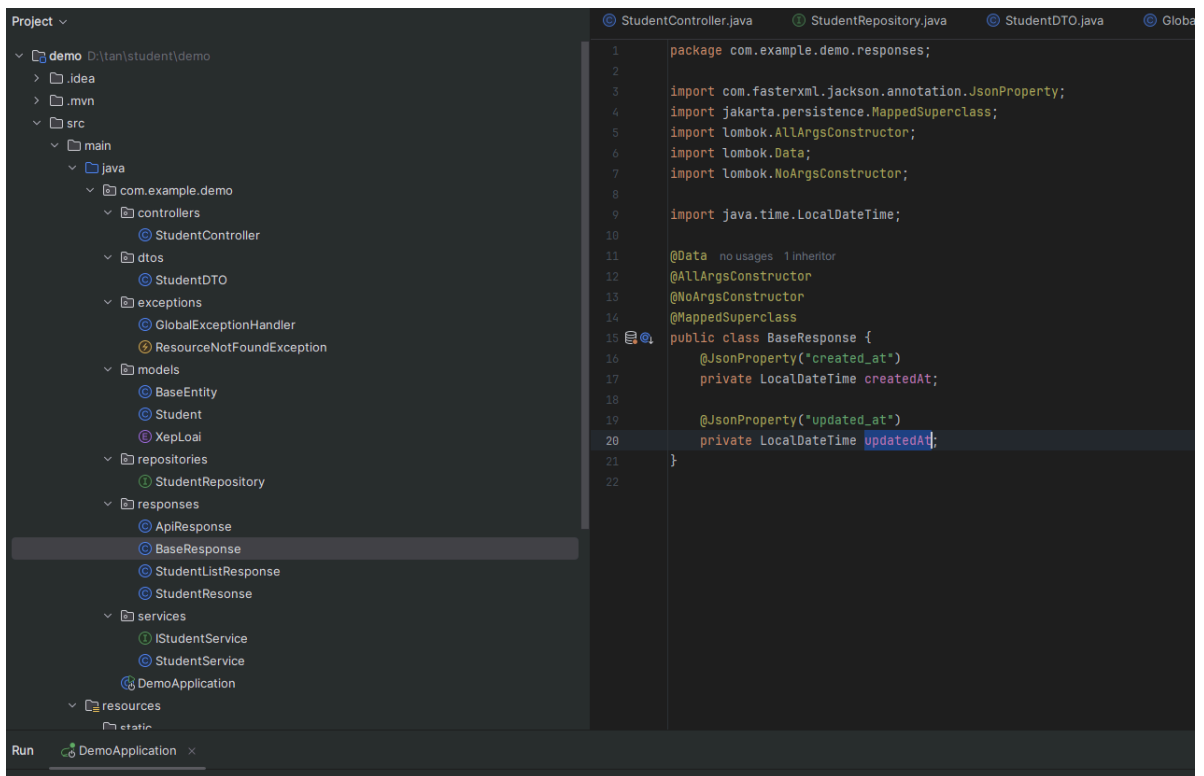 Project
StudentController.java StudentRepository.java StudentDTO.java Globa
demo D:\tan\student\demo
.idea
.mvn
src
main
java
com.example.demo
controllers
StudentController
dtos
StudentDTO
exceptions
GlobalExceptionHandler
ResourceNotFoundException
models
BaseEntity
Student
XepLoai
repositories
StudentRepository
responses
ApiResponse
BaseResponse
StudentListResponse
StudentResonse
services
IStudentService
StudentService
DemoApplication
resources
static
1 package com.example.demo.responses;
2
3 import com.fasterxml.jackson.annotation.JsonProperty;
4 import jakarta.persistence.MappedSuperclass;
5 import lombok.AllArgsConstructor;
6 import lombok.Data;
7 import lombok.NoArgsConstructor;
8
9 import java.time.LocalDateTime;
10
11 @Data no usages 1 inheritor
12 @AllArgsConstructor
13 @NoArgsConstructor
14 @MappedSuperclass
15 public class BaseResponse {
16 @JsonProperty("created_at")
17 private LocalDateTime createdAt;
18
19 @JsonProperty("updated_at")
20 private LocalDateTime updatedAt;
21 }
22
Run DemoApplication